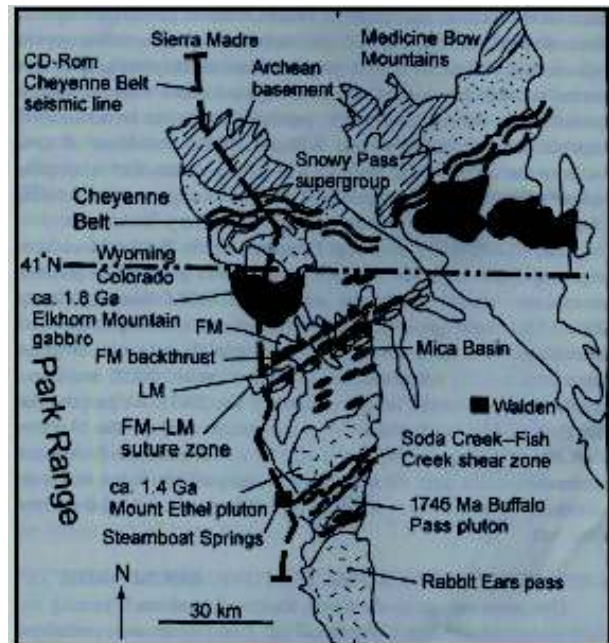 Sierra Madre
CD-Rom
Cheyenne Belt
seismic line
Archean
basement
Medicine Bow
Mountains
Snowy Pass
supergroup
Cheyenne
Belt
41°N
Wyoming
Colorado
ca. 1.8 Ga
Elkhorn Mountain
gabbro
FM
FM backthrust
Mica Basin
LM
Park Range
FM–LM
suture zone
Walden
Soda Creek–Fish
Creek shear zone
ca. 1.4 Ga
Mount Ethel pluton
1745 Ma Buffalo
Pass pluton
Steamboat Springs
Rabbit Ears pass
N
30 km